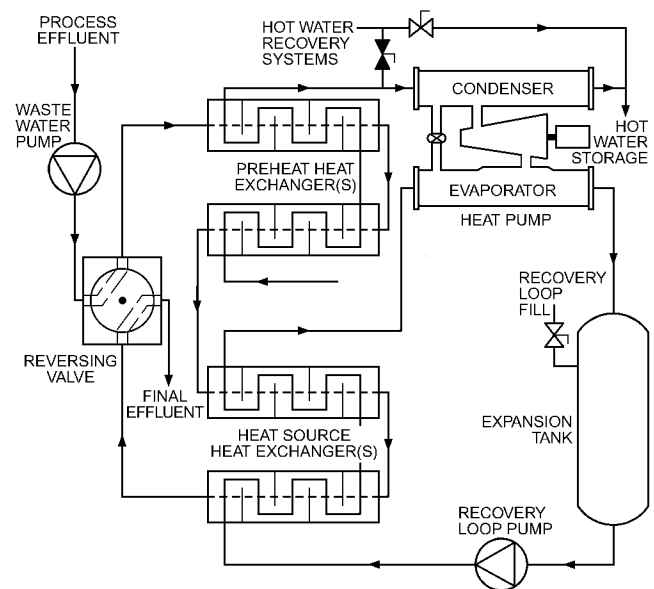 PROCESS
EFFLUENT
HOT WATER
RECOVERY
SYSTEMS
WASTE
WATER
PUMP
CONDENSER
HOT
WATER
STORAGE
PREHEAT HEAT
EXCHANGER(S)
EVAPORATOR
HEAT PUMP
RECOVERY
LOOP
FILL
REVERSING
VALVE
FINAL
EFFLUENT
HEAT SOURCE
HEAT EXCHANGER(S)
EXPANSION
TANK
RECOVERY
LOOP PUMP